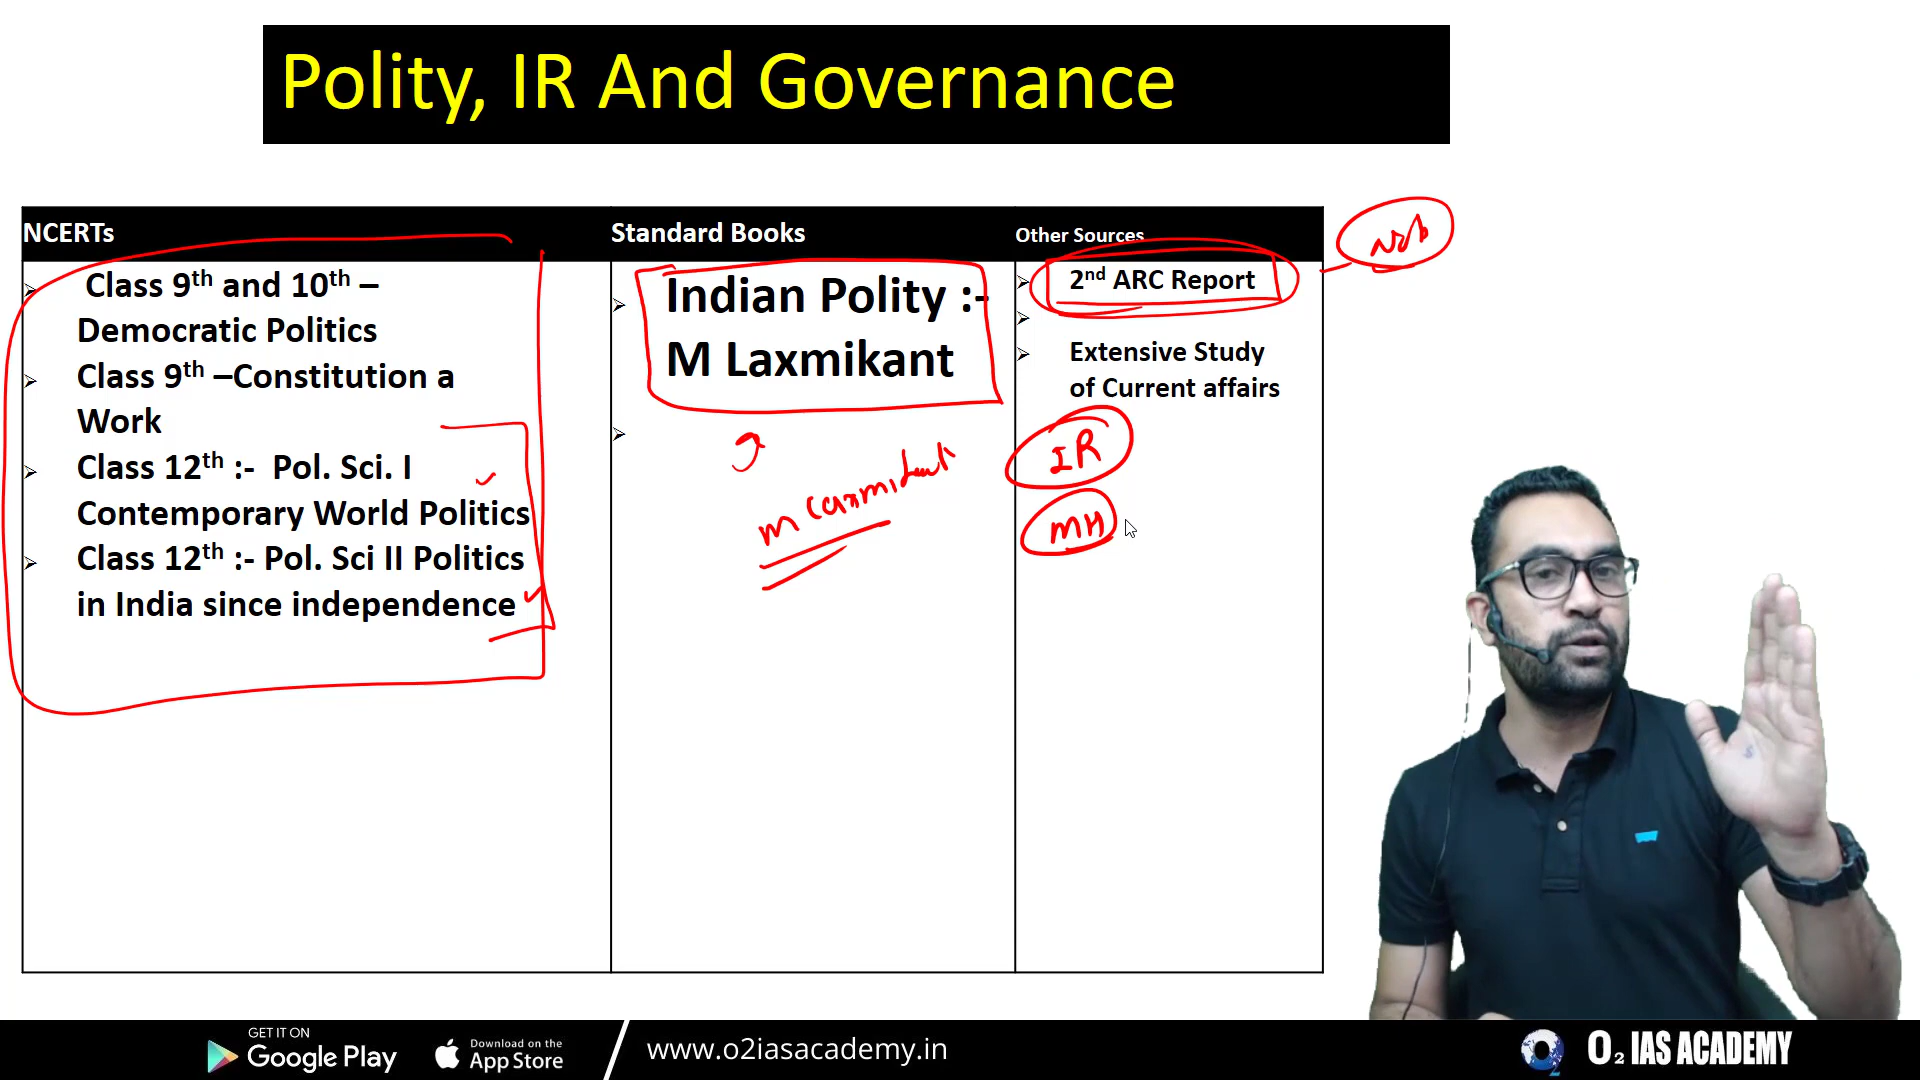 Polity, IR And Governance
NCERTs
Class 9th and 10th –
Democratic Politics
Class 9th –Constitution a
Work
Class 12th :- Pol. Sci. I
Contemporary World Politics
Class 12th :- Pol. Sci II Politics
in India since independence
Standard Books
Indian Polity :-
M Laxmikant
M Laxmikant
Other Sources
2nd ARC Report
Extensive Study
of Current affairs
IR
MH
GET IT ON
Google Play
Download on the
App Store
www.o2iasacademy.in
O2 IAS ACADEMY